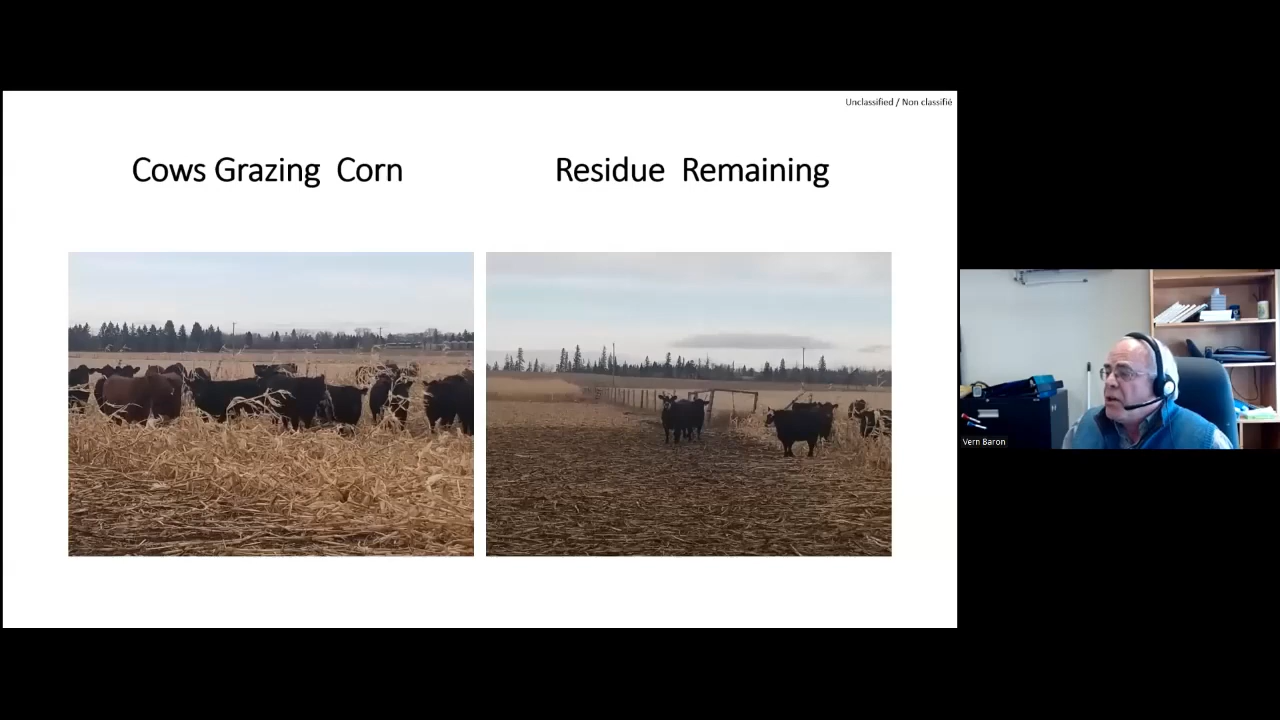 Unclassified / Non classifié
Cows Grazing Corn
Residue Remaining
Vern Baron